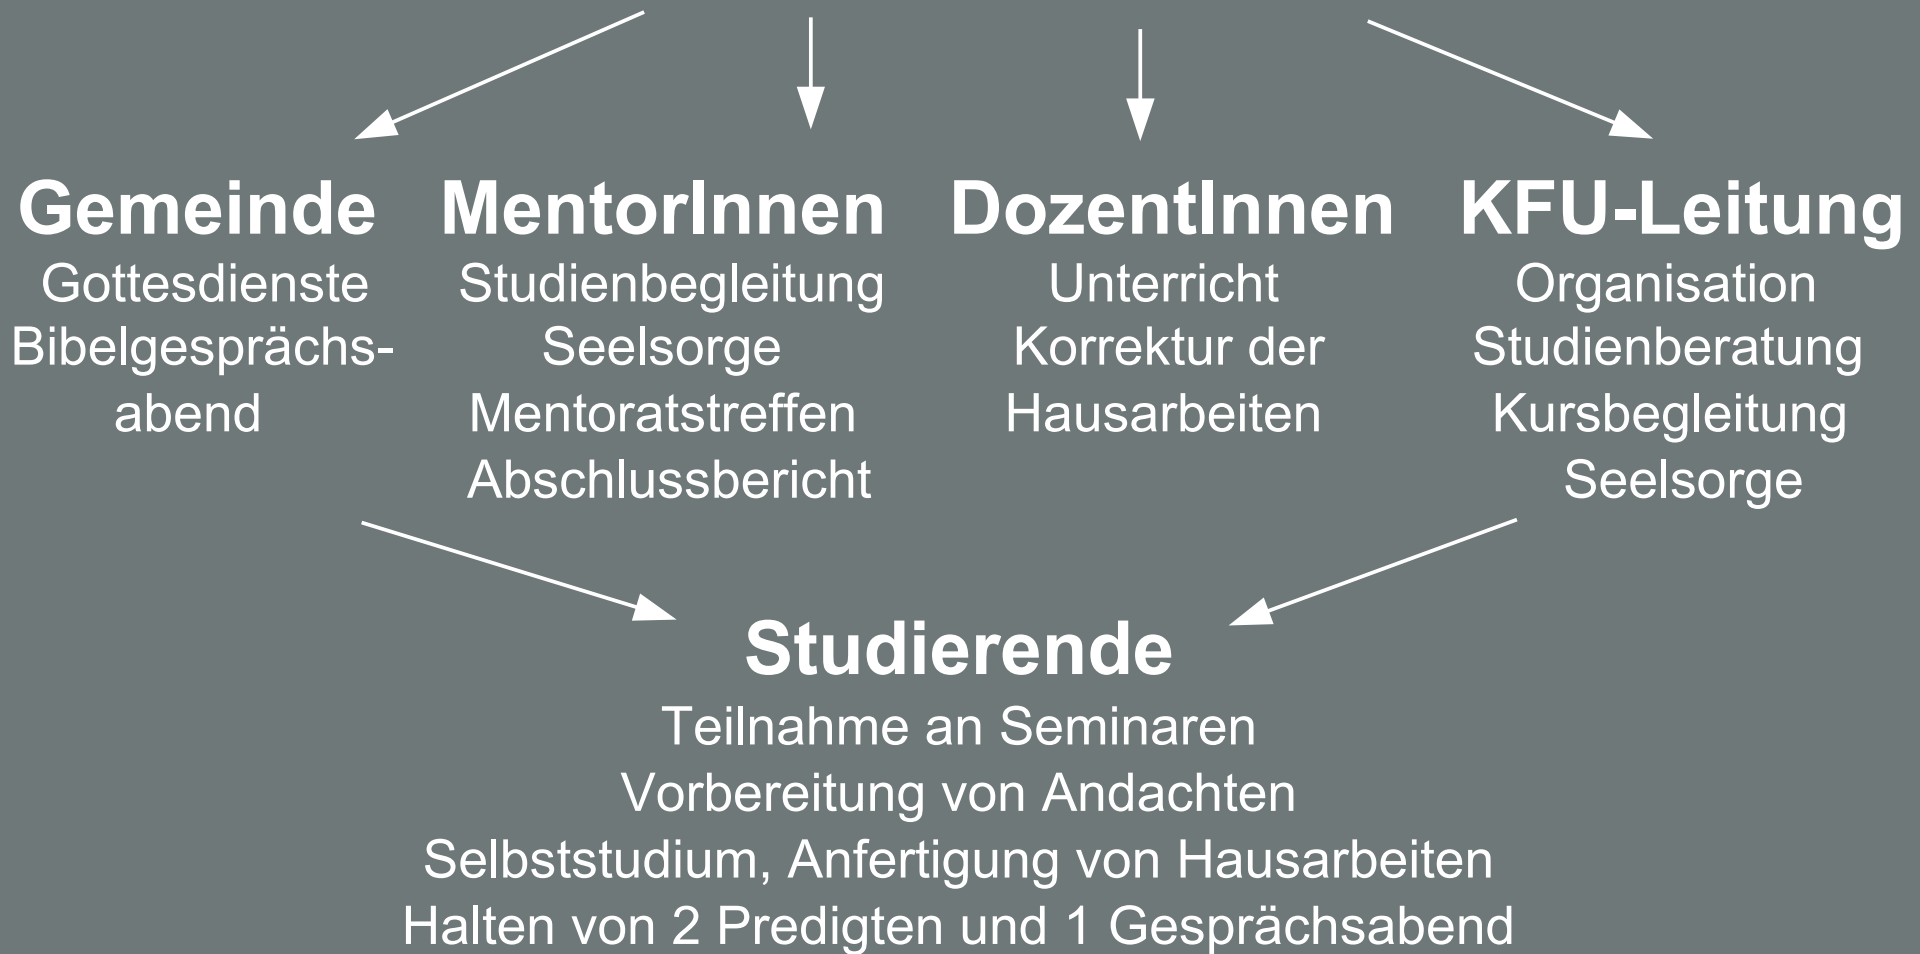 Gemeinde
Gottesdienste
Bibelgesprächs-
abend
MentorInnen
Studienbegleitung
Seelsorge
Mentoratstreffen
Abschlussbericht
DozentInnen
Unterricht
Korrektur der
Hausarbeiten
KFU-Leitung
Organisation
Studienberatung
Kursbegleitung
Seelsorge
Studierende
Teilnahme an Seminaren
Vorbereitung von Andachten
Selbststudium, Anfertigung von Hausarbeiten
Halten von 2 Predigten und 1 Gesprächsabend